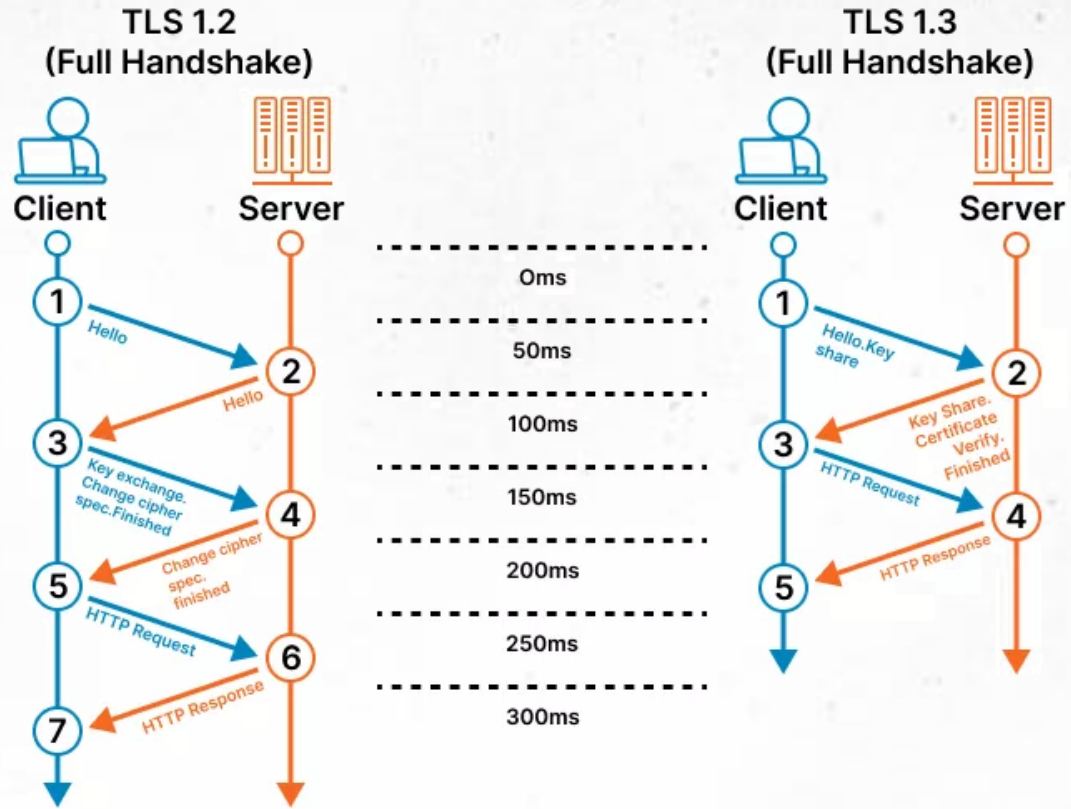 TLS 1.2
(Full Handshake)
Client
Server
1
Hello
2
Hello
3
Key exchange.
Change cipher
spec.Finished
4
Change cipher
spec.
finished
5
HTTP Request
6
HTTP Response
7
0ms
50ms
100ms
150ms
200ms
250ms
300ms
TLS 1.3
(Full Handshake)
Client
Server
1
Hello.Key
share
2
Key Share.
Certificate
Verify.
Finished
3
HTTP Request
4
HTTP Response
5